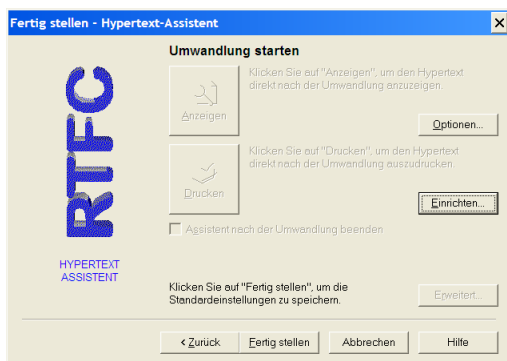 Fertig stellen - Hypertext-Assistent
Umwandlung starten
Klicken Sie auf "Anzeigen", um den Hypertext
direkt nach der Umwandlung anzuzeigen.
Anzeigen
Optionen...
Klicken Sie auf "Drucken", um den Hypertext
direkt nach der Umwandlung auszudrucken.
Drucken
Einrichten...
Assistent nach der Umwandlung beenden
RTFC
HYPERTEXT
ASSISTENT
Klicken Sie auf "Fertig stellen", um die
Standardeinstellungen zu speichern.
Erweitert...
< Zurück
Fertig stellen
Abbrechen
Hilfe